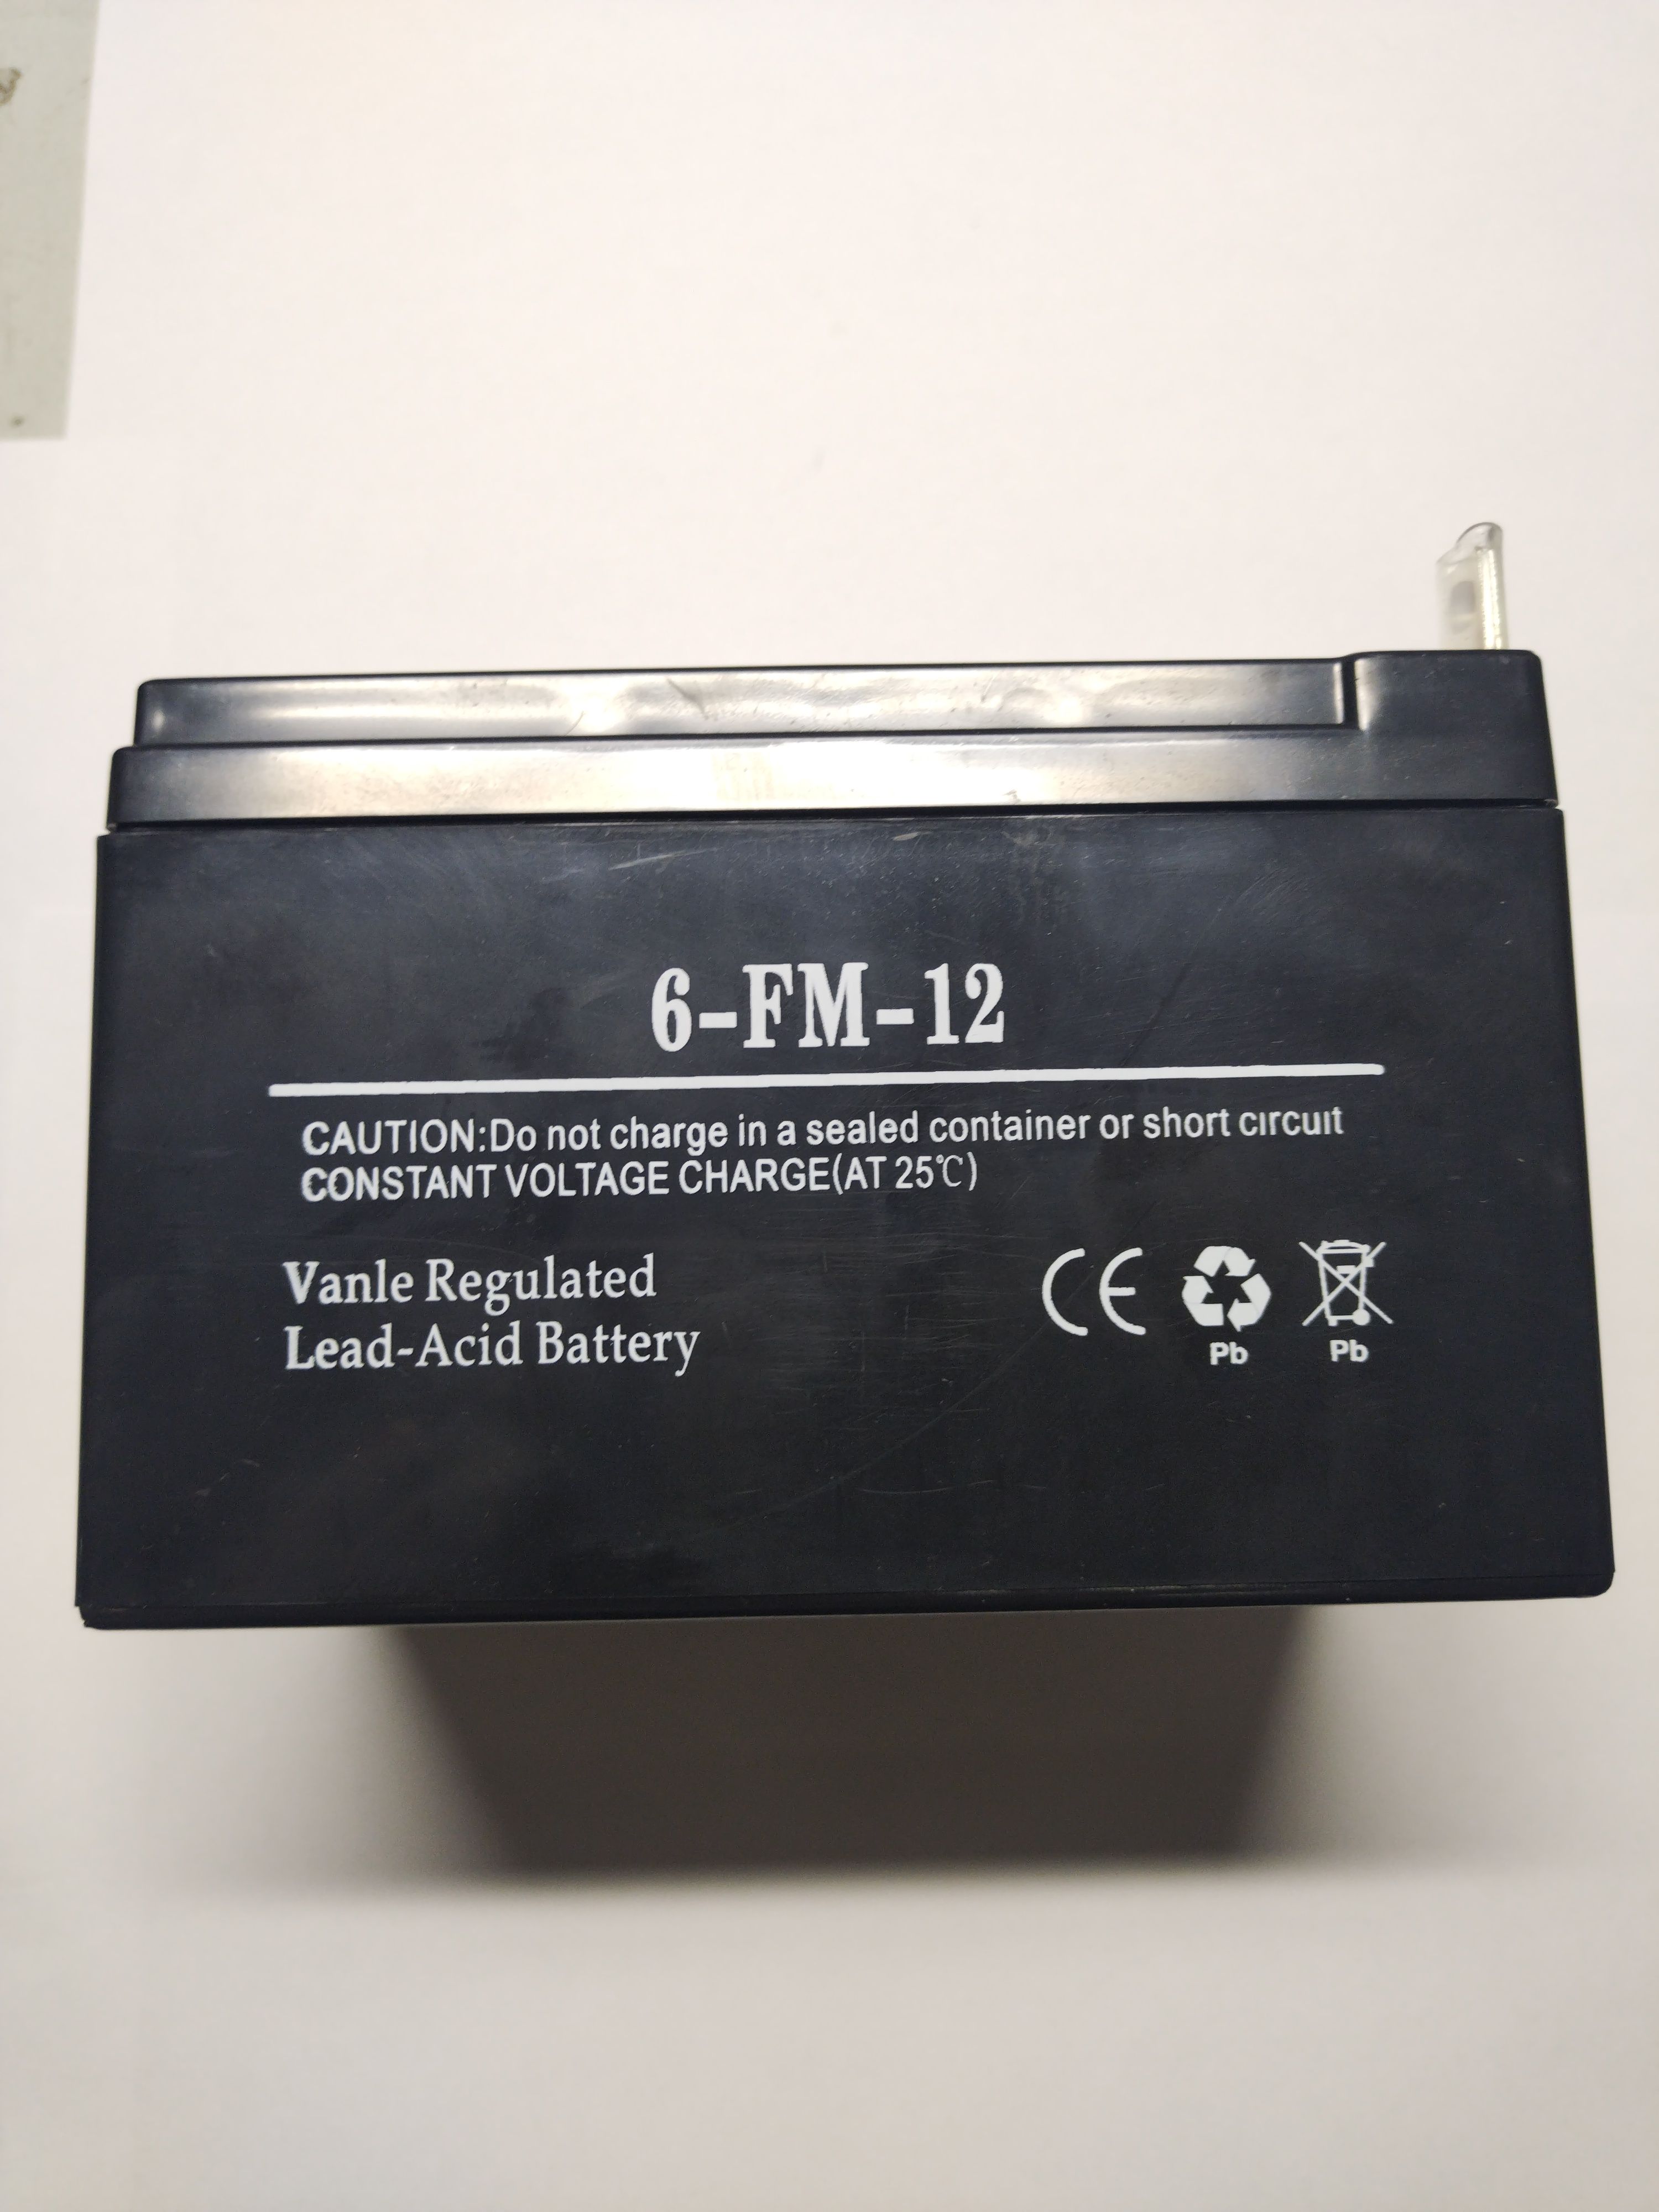 6-FM-12
CAUTION:Do not charge in a sealed container or short circuit
CONSTANT VOLTAGE CHARGE(AT 25℃)
Vanle Regulated
Lead-Acid Battery
CE
Pb Pb